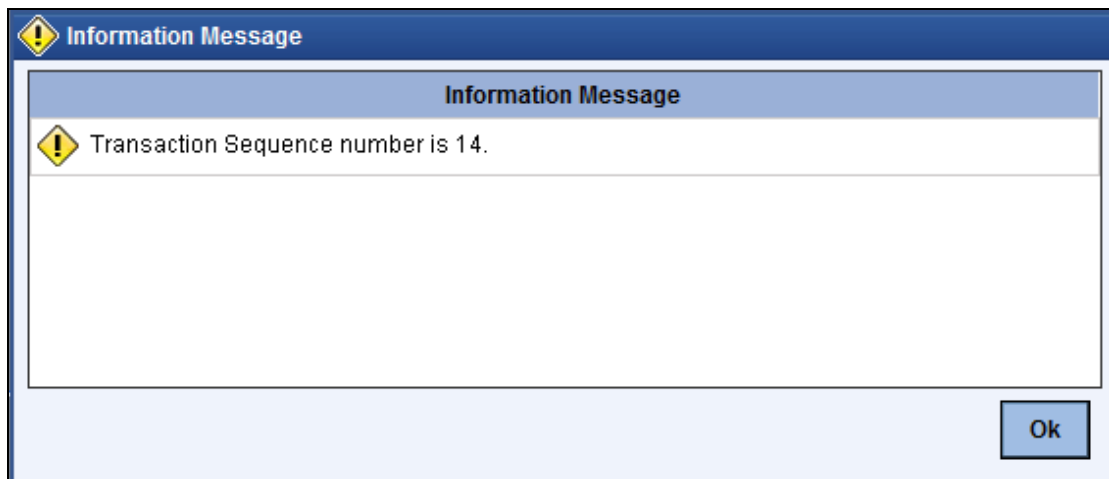 Information Message
Information Message
Transaction Sequence number is 14.
Ok